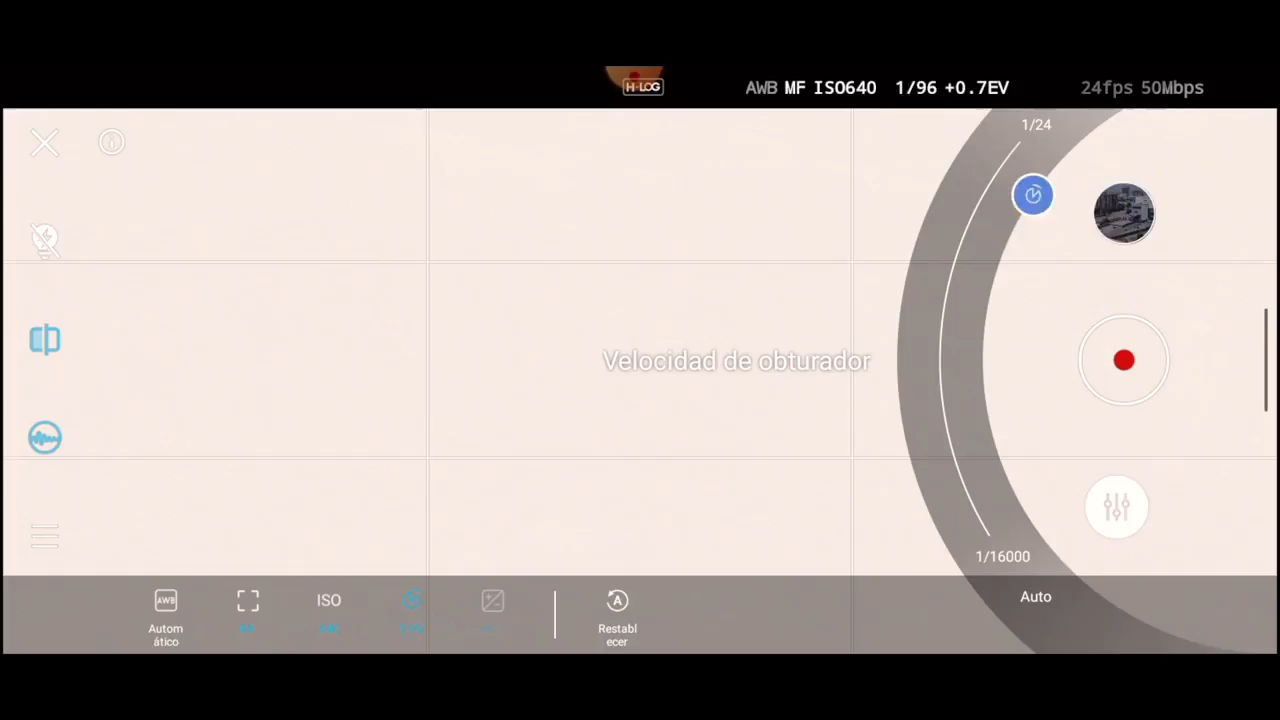 H-LOG
AWB MF ISO640 1/96 +0.7EV 24fps 50Mbps
1/24
Velocidad de obturador
1/16000
Auto
AWB
ISO
A
Autom
ático
Restabl
ecer